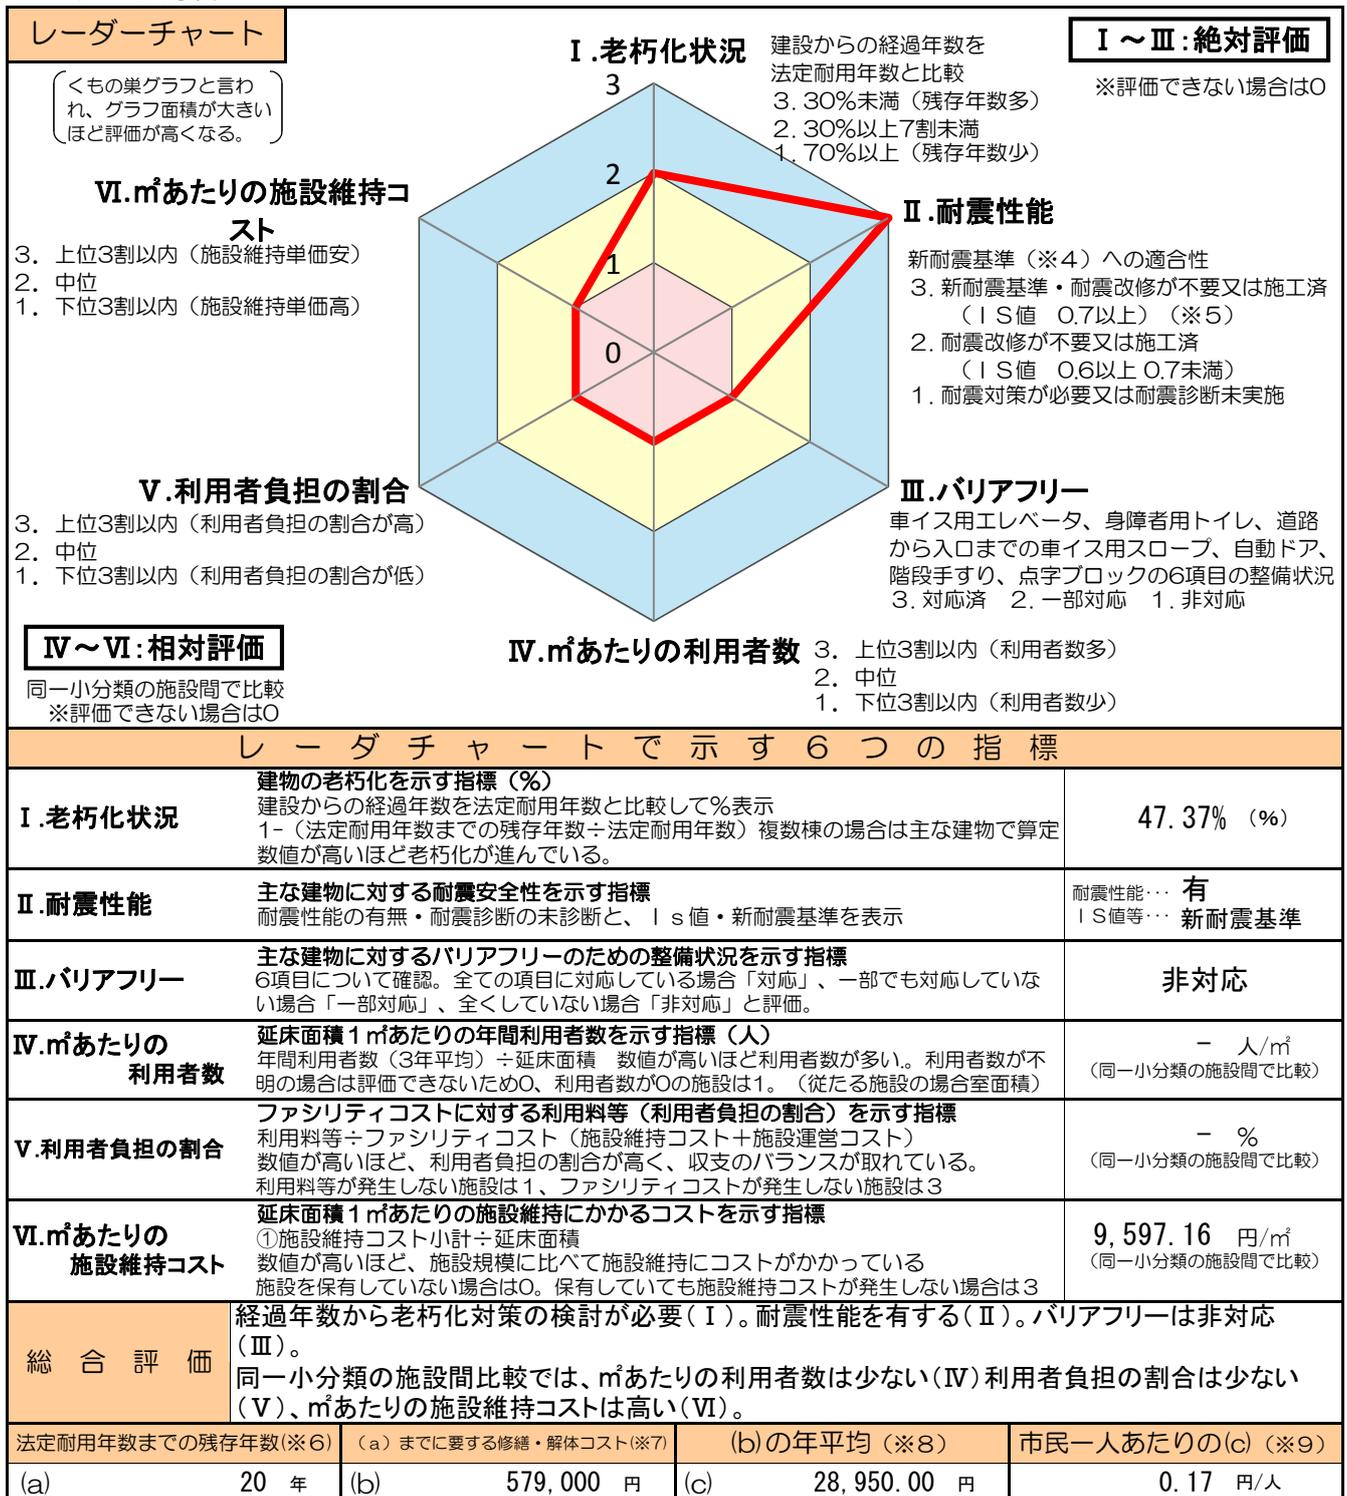 レーダーチャート
くもの巣グラフと言わ
れ、グラフ面積が大きい
ほど評価が高くなる。
Ⅰ.老朽化状況
建設からの経過年数を
法定耐用年数と比較
3. 30%未満（残存年数多）
2. 30%以上7割未満
1. 70%以上（残存年数少）
Ⅰ～Ⅲ:絶対評価
※評価できない場合は0
3
2
1
0
Ⅵ.㎡あたりの施設維持コ
スト
3. 上位3割以内（施設維持単価安）
2. 中位
1. 下位3割以内（施設維持単価高）
Ⅱ.耐震性能
新耐震基準（※4）への適合性
3. 新耐震基準・耐震改修が不要又は施工済
（ＩＳ値　0.7以上）（※5）
2. 耐震改修が不要又は施工済
（ＩＳ値　0.6以上 0.7未満）
1. 耐震対策が必要又は耐震診断未実施
Ⅴ.利用者負担の割合
3. 上位3割以内（利用者負担の割合が高）
2. 中位
1. 下位3割以内（利用者負担の割合が低）
Ⅲ.バリアフリー
車イス用エレベータ、身障者用トイレ、道路
から入口までの車イス用スロープ、自動ドア、
階段手すり、点字ブロックの6項目の整備状況
3. 対応済　2. 一部対応　1. 非対応
Ⅳ～Ⅵ:相対評価
同一小分類の施設間で比較
※評価できない場合は0
Ⅳ.㎡あたりの利用者数
3. 上位3割以内（利用者数多）
2. 中位
1. 下位3割以内（利用者数少）
レーダチャートで示す6つの指標
Ⅰ.老朽化状況
建物の老朽化を示す指標（%）
建設からの経過年数を法定耐用年数と比較して%表示
1-（法定耐用年数までの残存年数÷法定耐用年数）複数棟の場合は主な建物で算定
数値が高いほど老朽化が進んでいる。
47.37%（%）
Ⅱ.耐震性能
主な建物に対する耐震安全性を示す指標
耐震性能の有無・耐震診断の未診断と、Ｉｓ値・新耐震基準を表示
耐震性能･･･ 有
ＩＳ値等･･･ 新耐震基準
Ⅲ.バリアフリー
主な建物に対するバリアフリーのための整備状況を示す指標
6項目について確認。全ての項目に対応している場合「対応」、一部でも対応していな
い場合「一部対応」、全くしていない場合「非対応」と評価。
非対応
Ⅳ.㎡あたりの
利用者数
延床面積1㎡あたりの年間利用者数を示す指標（人）
年間利用者数（3年平均）÷延床面積　数値が高いほど利用者数が多い。利用者数が不
明の場合は評価できないため0、利用者数が0の施設は1。（従たる施設の場合室面積）
－ 人/㎡
（同一小分類の施設間で比較）
Ⅴ.利用者負担の割合
ファシリティコストに対する利用料等（利用者負担の割合）を示す指標
利用料等÷ファシリティコスト（施設維持コスト＋施設運営コスト）
数値が高いほど、利用者負担の割合が高く、収支のバランスが取れている。
利用料等が発生しない施設は1、ファシリティコストが発生しない施設は3
－ %
（同一小分類の施設間で比較）
Ⅵ.㎡あたりの
施設維持コスト
延床面積1㎡あたりの施設維持にかかるコストを示す指標
①施設維持コスト小計÷延床面積
数値が高いほど、施設規模に比べて施設維持にコストがかかっている
施設を保有していない場合は0。保有していても施設維持コストが発生しない場合は3
9,597.16 円/㎡
（同一小分類の施設間で比較）
総合評価
経過年数から老朽化対策の検討が必要(Ⅰ)。耐震性能を有する(Ⅱ)。バリアフリーは非対応
(Ⅲ)。
同一小分類の施設間比較では、㎡あたりの利用者数は少ない(Ⅳ)利用者負担の割合は少ない
(Ⅴ)、㎡あたりの施設維持コストは高い(Ⅵ)。
法定耐用年数までの残存年数(※6)
（a）までに要する修繕・解体コスト(※7)
(b)の年平均（※8）
市民一人あたりの(c)（※9）
(a) 20 年
(b) 579,000 円
(c) 28,950.00 円
0.17 円/人